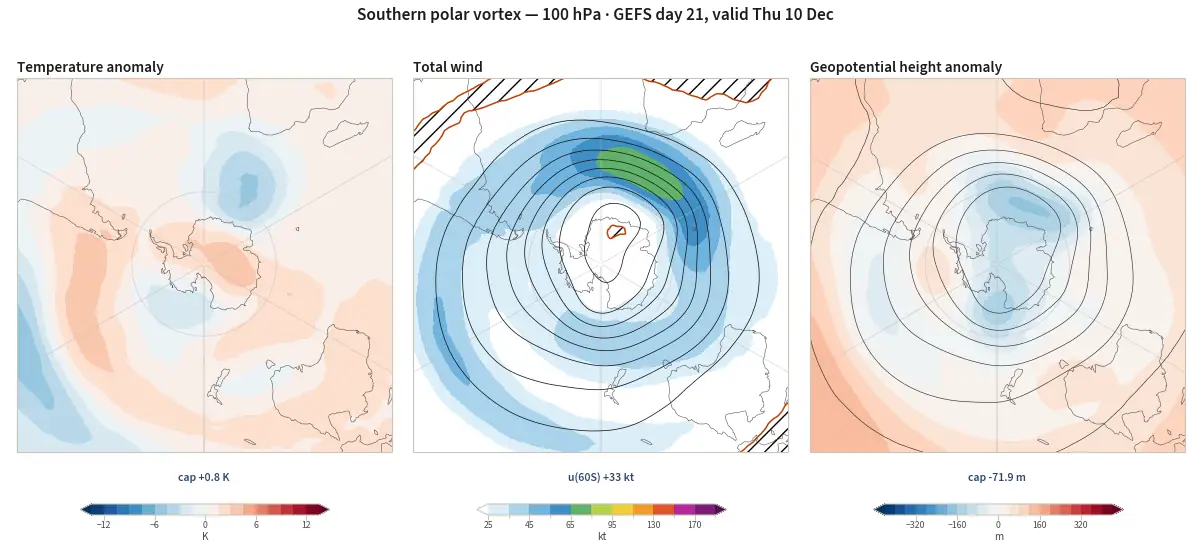 Southern polar vortex — 100 hPa · GEFS day 21, valid Thu 10 Dec
Temperature anomaly
Total wind
Geopotential height anomaly
cap +0.8 K
u(60S) +33 kt
cap -71.9 m
−12 −6 0 6 12
K
25 45 65 95 130 170
kt
−320 −160 0 160 320
m